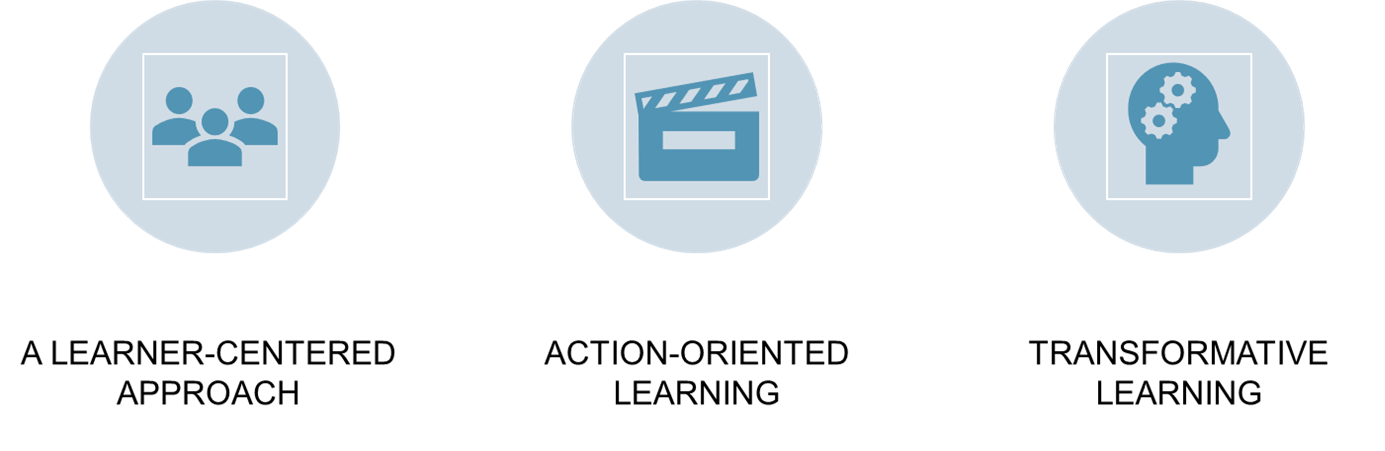 A LEARNER-CENTERED
APPROACH
ACTION-ORIENTED
LEARNING
TRANSFORMATIVE
LEARNING